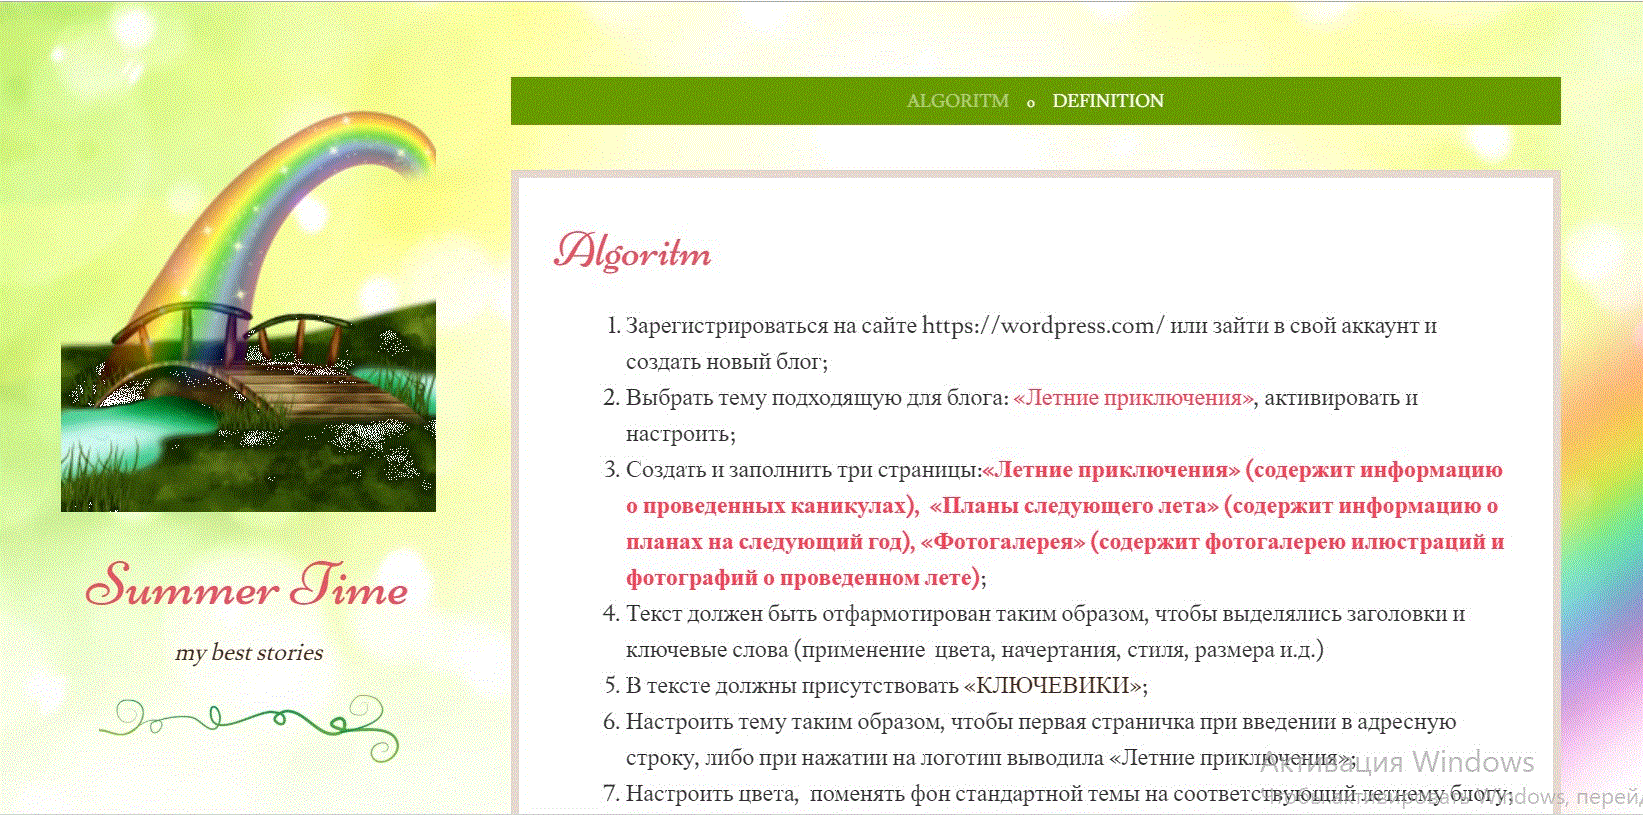 ALGORITM o DEFINITION
Algoritm
1. Зарегистрироваться на сайте https://wordpress.com/ или зайти в свой аккаунт и
создать новый блог;
2. Выбрать тему подходящую для блога: «Летние приключения», активировать и
настроить;
3. Создать и заполнить три страницы:«Летние приключения» (содержит информацию
о проведенных каникулах), «Планы следующего лета» (содержит информацию о
планах на следующий год), «Фотогалерея» (содержит фотогалерею илюстраций и
фотографий о проведенном лете);
4. Текст должен быть отфармотирован таким образом, чтобы выделялись заголовки и
ключевые слова (применение цвета, начертания, стиля, размера и.д.)
5. В тексте должны присутствовать «КЛЮЧЕВИКИ»;
6. Настроить тему таким образом, чтобы первая страничка при введении в адресную
строку, либо при нажатии на логотип выводила «Летние приключения»;
7. Настроить цвета, поменять фон стандартной темы на соответствующий летнему блогу;
Summer Time
my best stories
Активация Windows
Чтобы активировать Windows, перей